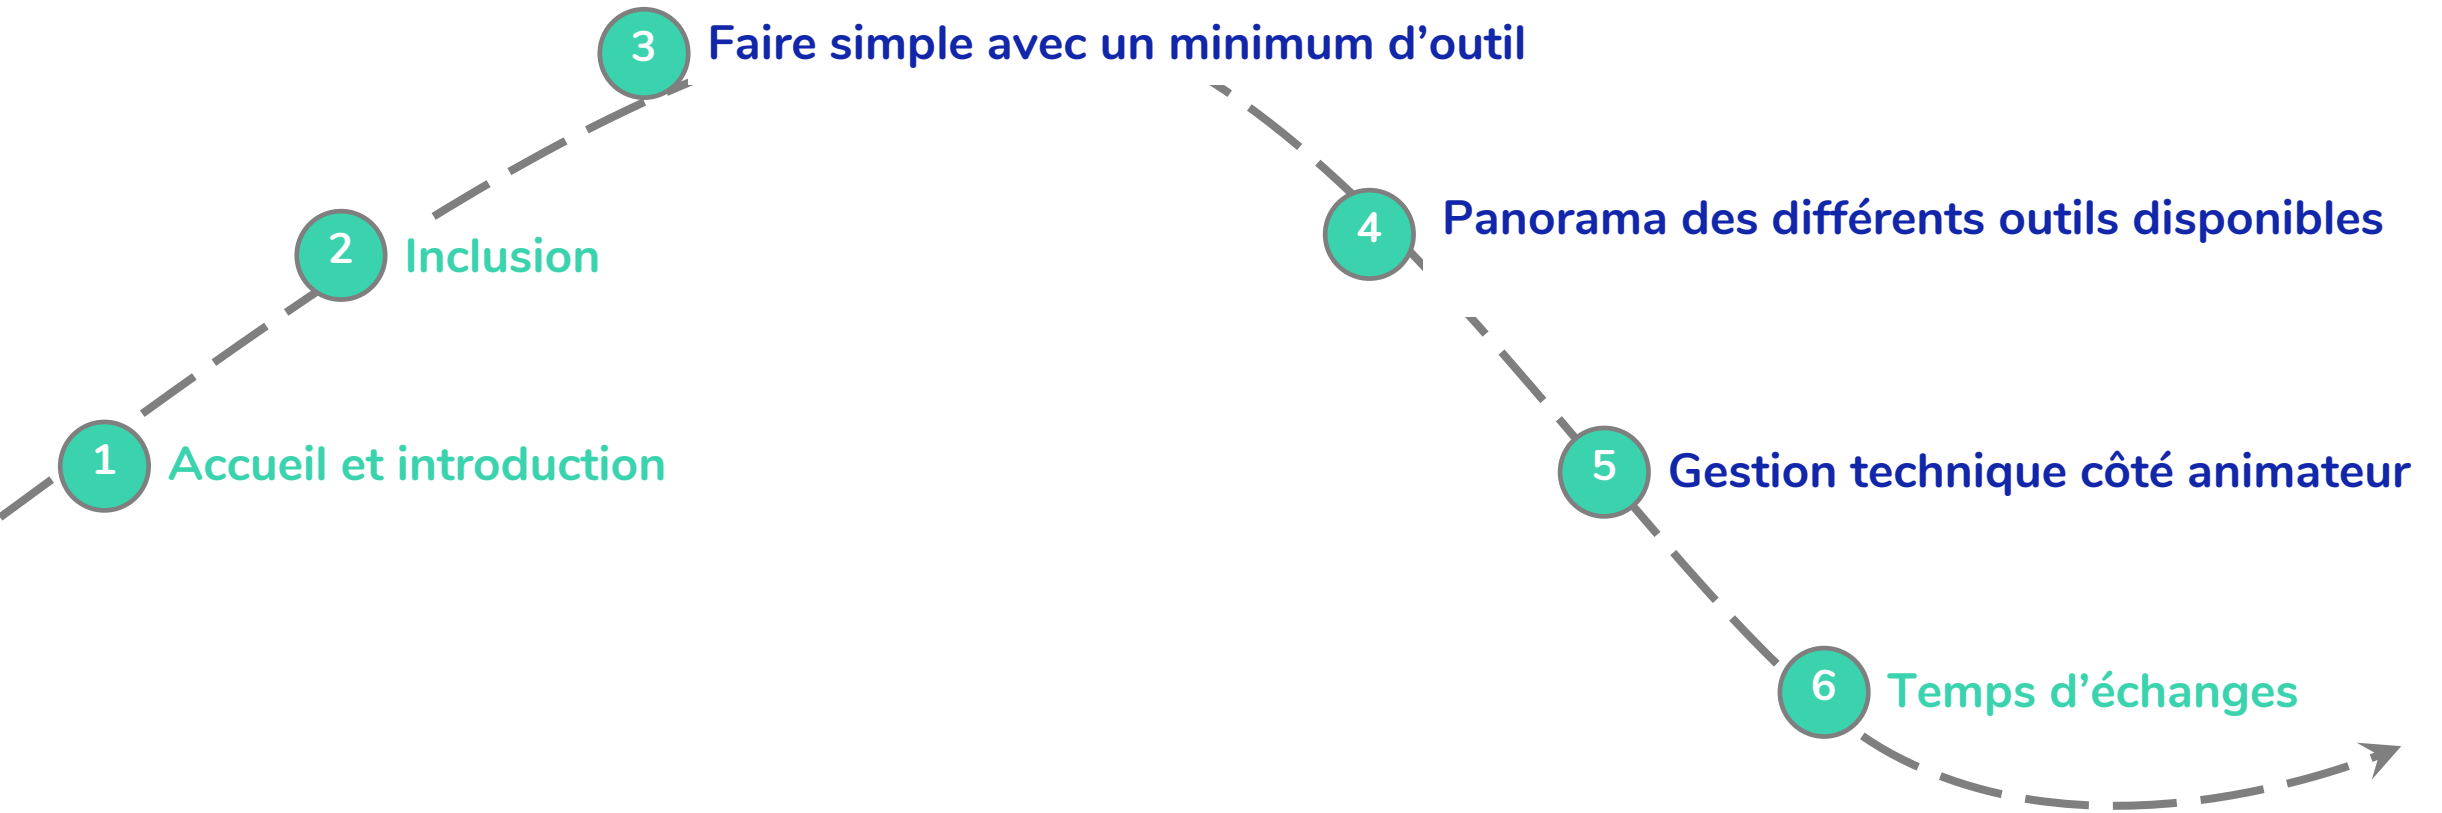 3 Faire simple avec un minimum d’outil
4 Panorama des différents outils disponibles
2 Inclusion
1 Accueil et introduction
5 Gestion technique côté animateur
6 Temps d’échanges